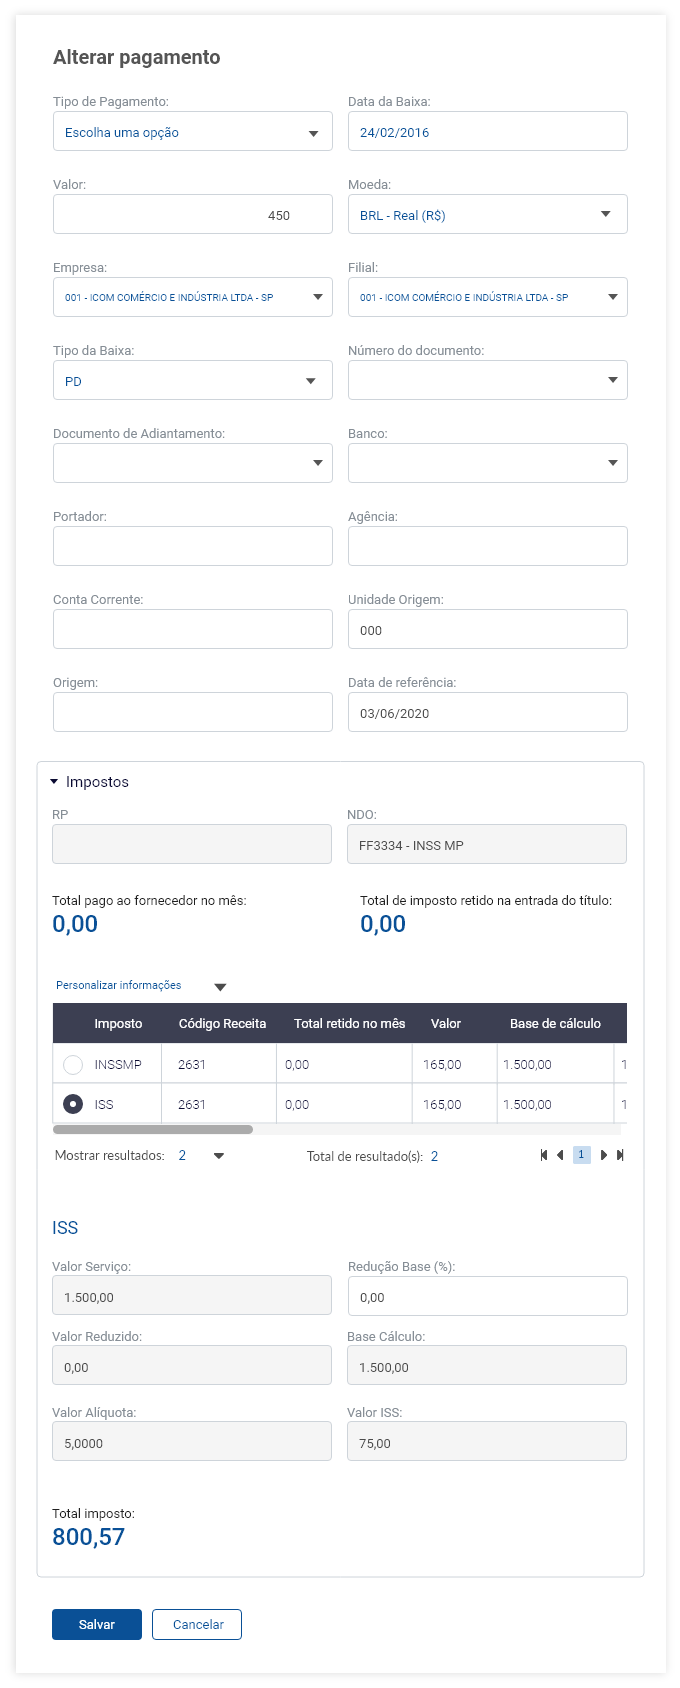 Alterar pagamento
Tipo de Pagamento: Data da Baixa:
Escolha uma opção 24/02/2016
Valor: Moeda:
450 BRL - Real (R$)
Empresa: Filial:
001 - ICOM COMÉRCIO E INDÚSTRIA LTDA - SP 001 - ICOM COMÉRCIO E INDÚSTRIA LTDA - SP
Tipo da Baixa: Número do documento:
PD
Documento de Adiantamento: Banco:
Portador: Agência:
Conta Corrente: Unidade Origem:
000
Origem: Data de referência:
03/06/2020
Impostos
RP NDO:
FF3334 - INSS MP
Total pago ao fornecedor no mês: Total de imposto retido na entrada do título:
0,00 0,00
Personalizar informações
Imposto Código Receita Total retido no mês Valor Base de cálculo
INSSMP 2631 0,00 165,00 1.500,00 1
ISS 2631 0,00 165,00 1.500,00 1
Mostrar resultados: 2 Total de resultado(s): 2 1
ISS
Valor Serviço: Redução Base (%):
1.500,00 0,00
Valor Reduzido: Base Cálculo:
0,00 1.500,00
Valor Alíquota: Valor ISS:
5,0000 75,00
Total imposto:
800,57
Salvar Cancelar